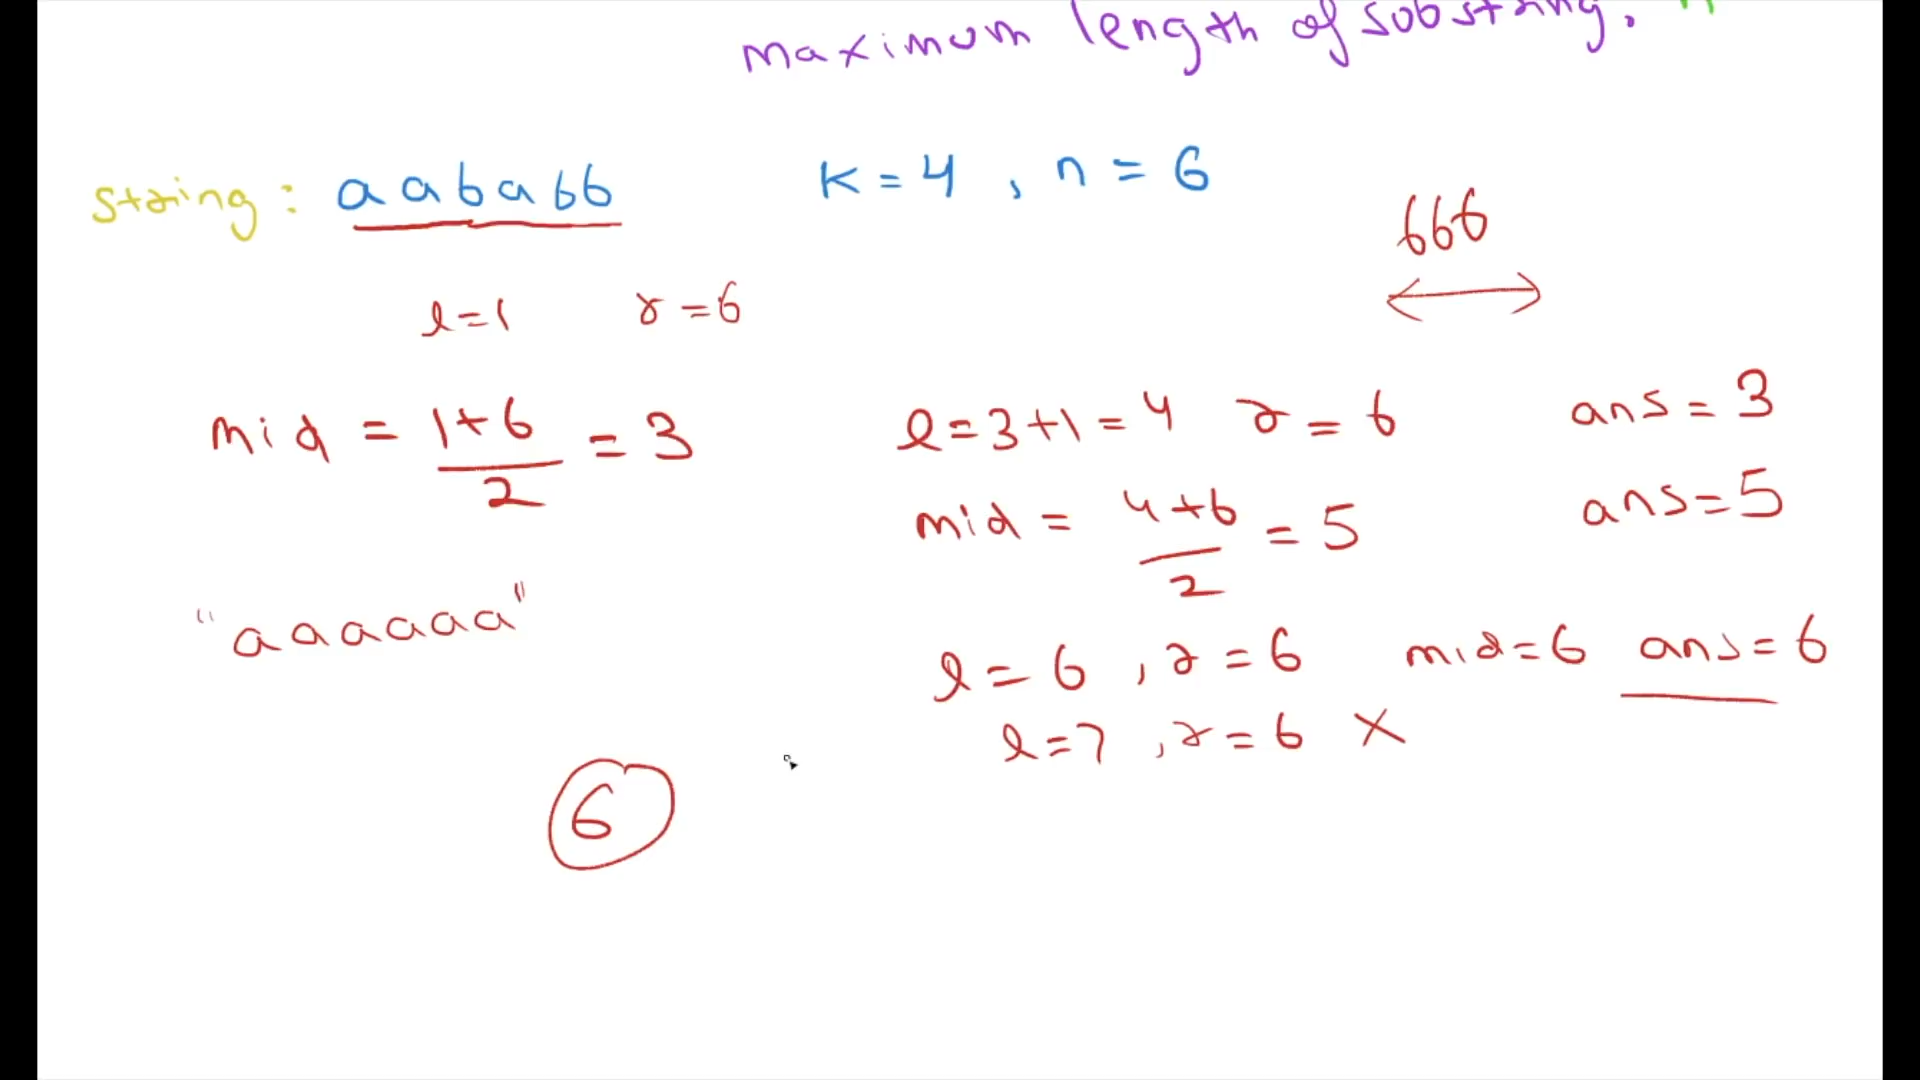 maximum length of substring.
string: aababb k=4, n=6
bbb
l=1 r=6
mid = 1+6/2 = 3
l=3+1=4 r=6 ans=3
mid = 4+6/2 = 5 ans=5
"aaaaaa"
l=6, r=6 mid=6 ans=6
l=7, r=6 X
6